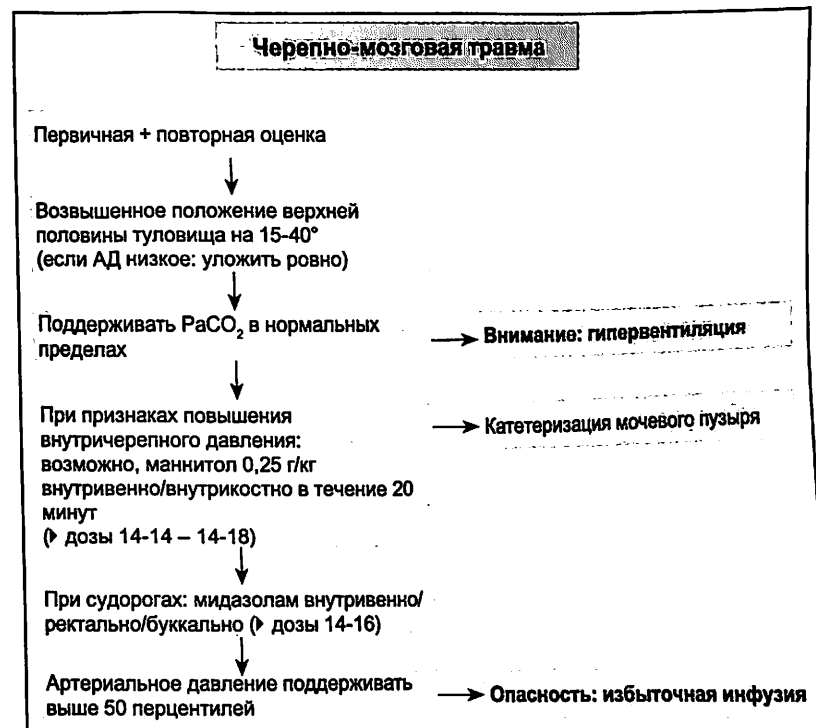 Черепно-мозговая травма
Первичная + повторная оценка
Возвышенное положение верхней
половины туловища на 15-40°
(если АД низкое: уложить ровно)
Поддерживать PaCO₂ в нормальных
пределах
Внимание: гипервентиляция
При признаках повышения
внутричерепного давления:
возможно, маннитол 0,25 г/кг
внутривенно/внутрикостно в течение 20
минут
(▶ дозы 14-14 – 14-18)
Катетеризация мочевого пузыря
При судорогах: мидазолам внутривенно/
ректально/буккально (▶ дозы 14-16)
Артериальное давление поддерживать
выше 50 перцентилей
Опасность: избыточная инфузия